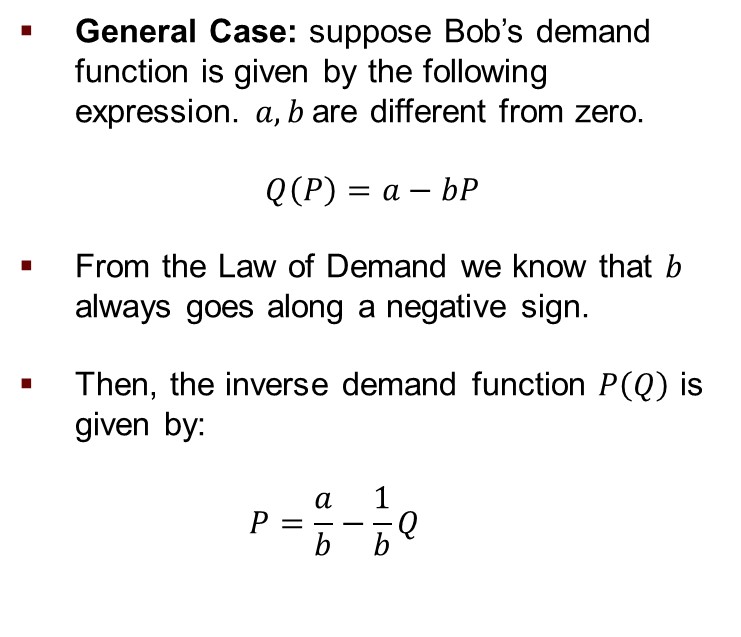 ▪ General Case: suppose Bob's demand
function is given by the following
expression. a, b are different from zero.
Q(P) = a − bP
▪ From the Law of Demand we know that b
always goes along a negative sign.
▪ Then, the inverse demand function P(Q) is
given by:
P = a/b − 1/b Q